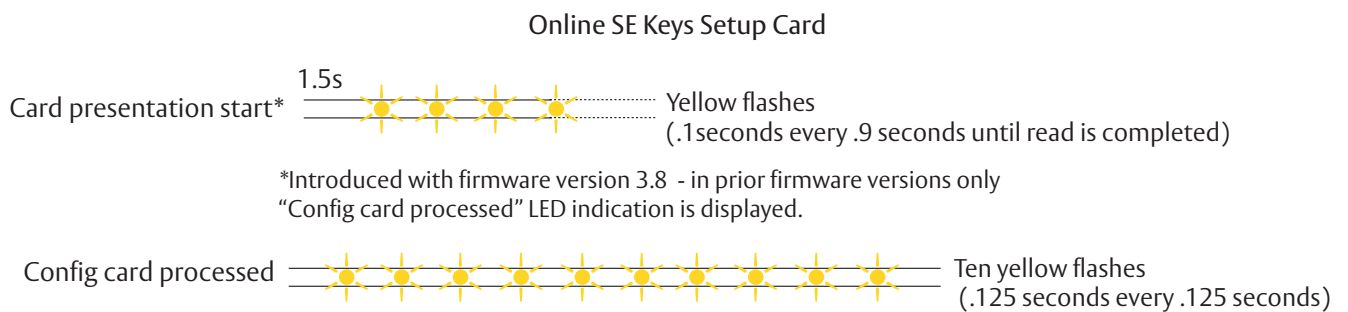 Online SE Keys Setup Card
1.5s
Card presentation start*
Yellow flashes
(.1seconds every .9 seconds until read is completed)
*Introduced with firmware version 3.8 - in prior firmware versions only
“Config card processed” LED indication is displayed.
Config card processed
Ten yellow flashes
(.125 seconds every .125 seconds)